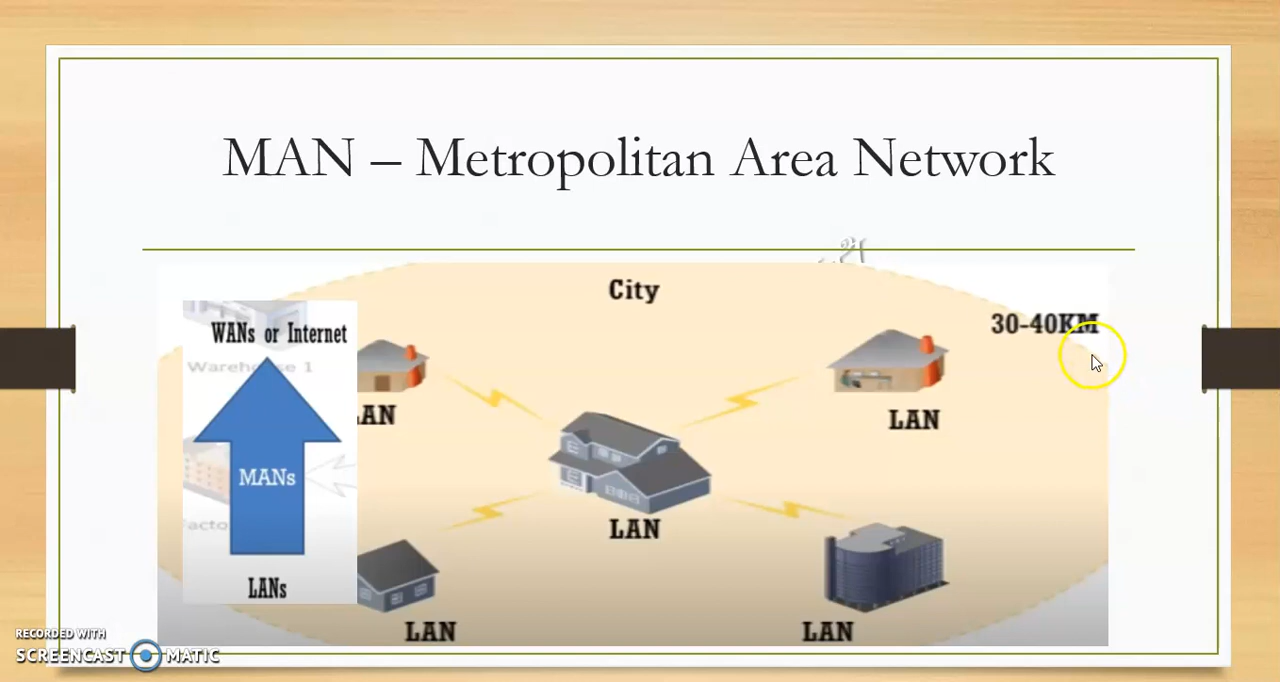 MAN – Metropolitan Area Network
City
30-40KM
WANs or Internet
Warehouse 1
LAN
LAN
MANs
LAN
LANs
LAN
LAN
RECORDED WITH
SCREENCAST MATIC